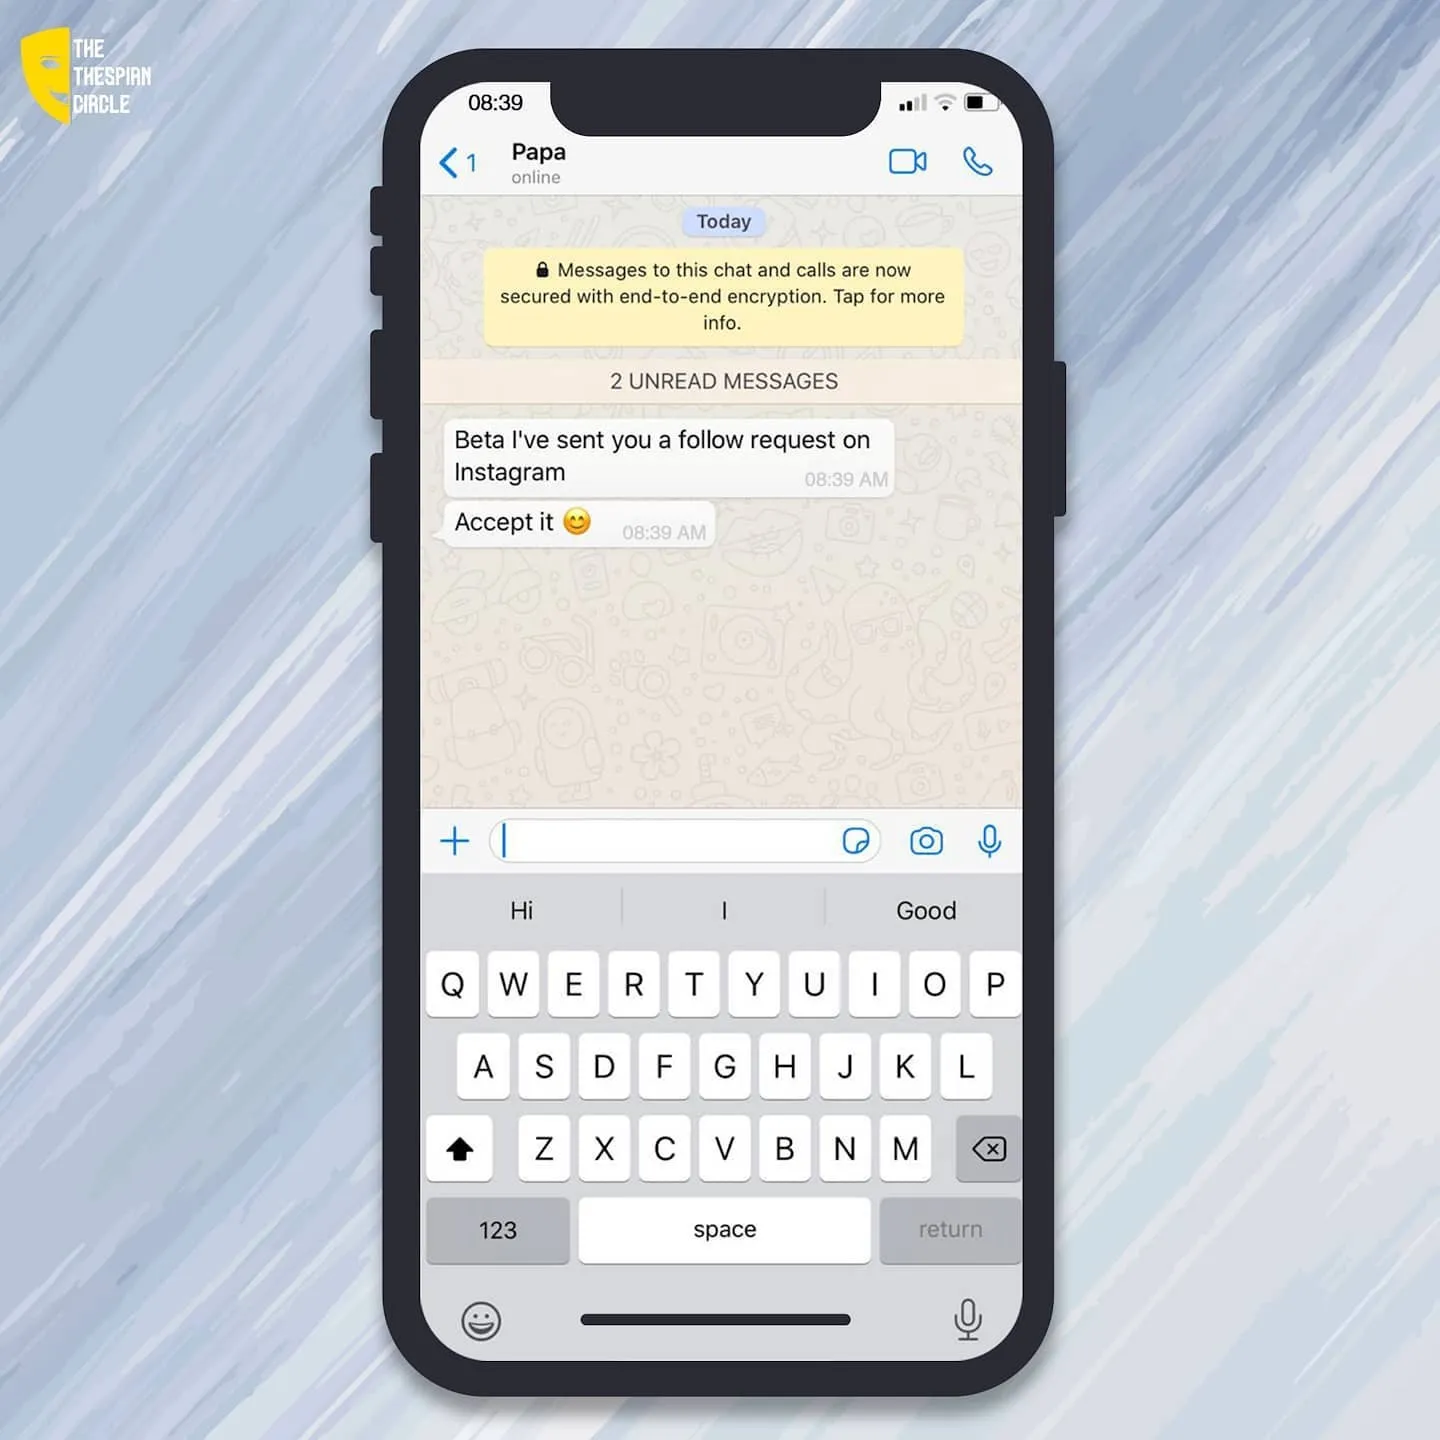 THE
THESPIAN
CIRCLE
08:39
1
Papa
online
Today
Messages to this chat and calls are now
secured with end-to-end encryption. Tap for more
info.
2 UNREAD MESSAGES
Beta I've sent you a follow request on
Instagram
08:39 AM
Accept it 😊 08:39 AM
Hi I Good
Q W E R T Y U I O P
A S D F G H J K L
Z X C V B N M
123 space return